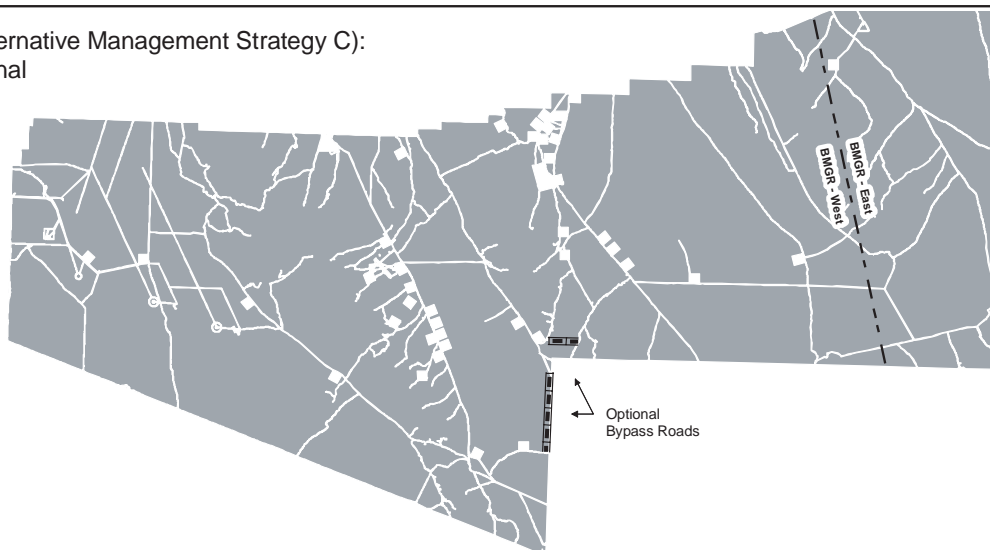 ernative Management Strategy C):
nal
BMGR - West
BMGR - East
Optional
Bypass Roads